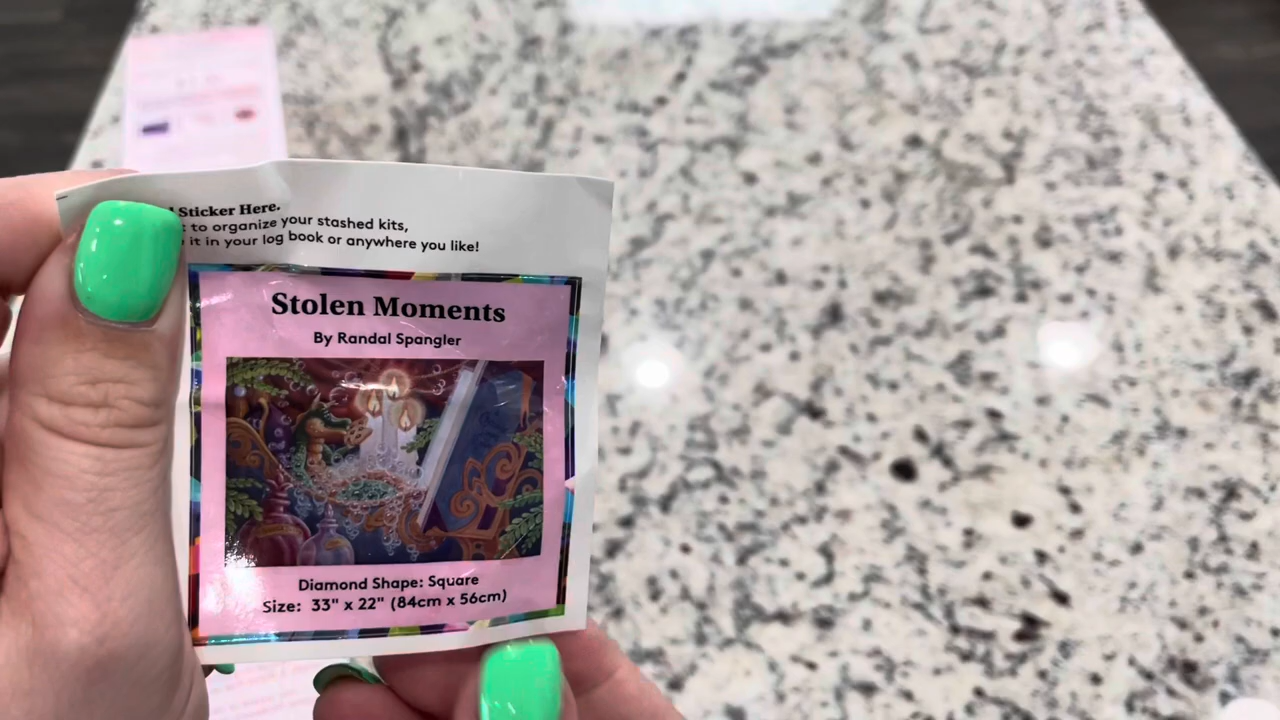 Sticker Here.
to organize your stashed kits,
it in your log book or anywhere you like!
Stolen Moments
By Randal Spangler
Diamond Shape: Square
Size: 33" x 22" (84cm x 56cm)